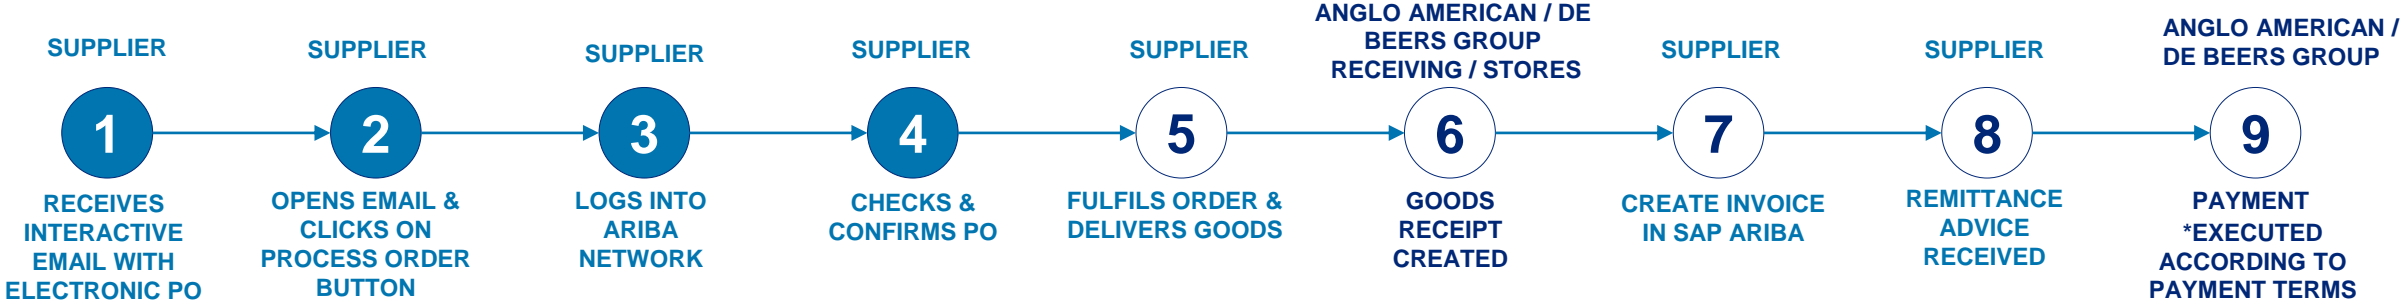 SUPPLIER
1
RECEIVES
INTERACTIVE
EMAIL WITH
ELECTRONIC PO
SUPPLIER
2
OPENS EMAIL &
CLICKS ON
PROCESS ORDER
BUTTON
SUPPLIER
3
LOGS INTO
ARIBA
NETWORK
SUPPLIER
4
CHECKS &
CONFIRMS PO
SUPPLIER
5
FULFILS ORDER &
DELIVERS GOODS
ANGLO AMERICAN / DE
BEERS GROUP
RECEIVING / STORES
6
GOODS
RECEIPT
CREATED
SUPPLIER
7
CREATE INVOICE
IN SAP ARIBA
SUPPLIER
8
REMITTANCE
ADVICE
RECEIVED
ANGLO AMERICAN /
DE BEERS GROUP
9
PAYMENT
*EXECUTED
ACCORDING TO
PAYMENT TERMS